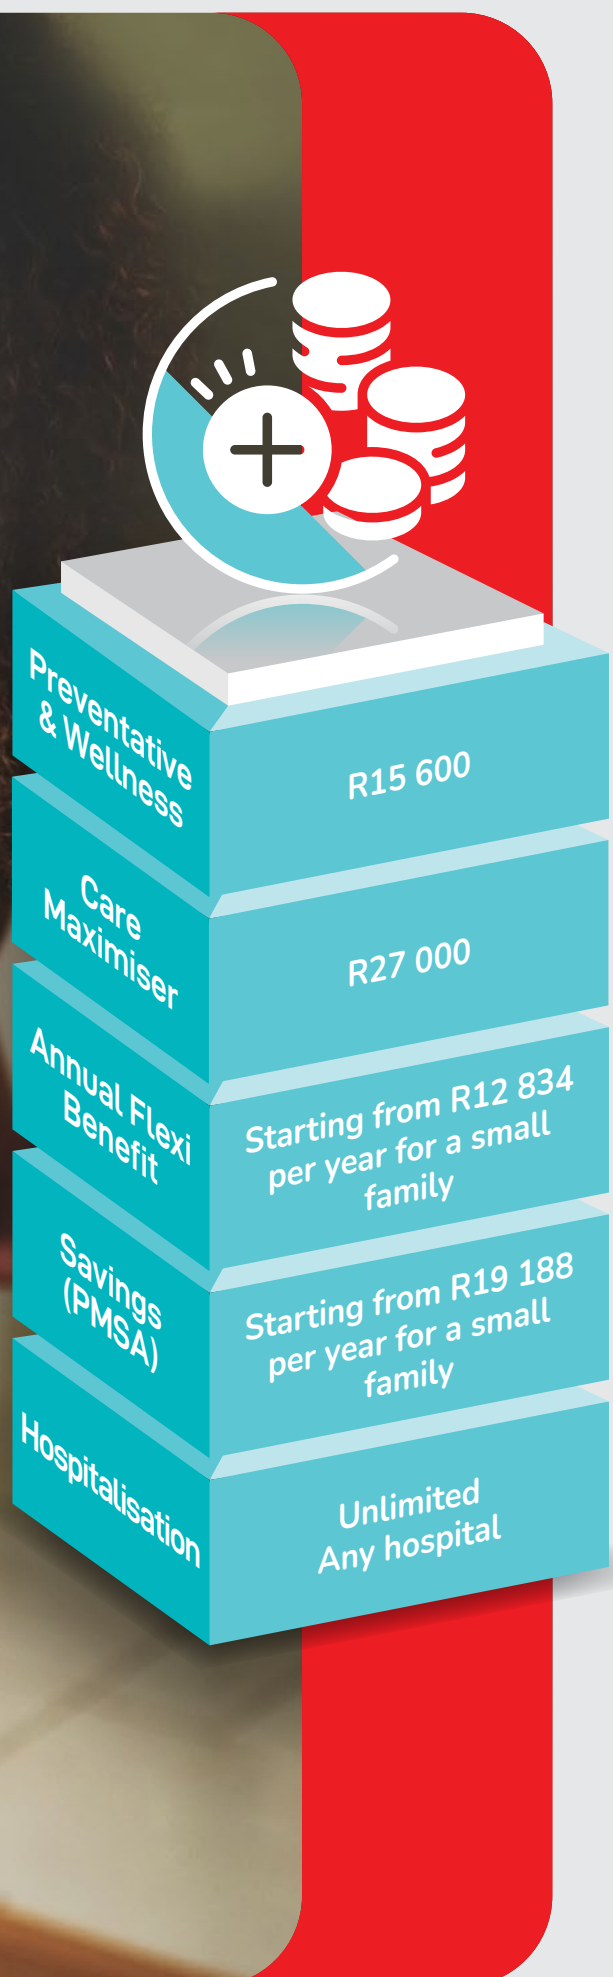 Preventative
& Wellness
R15 600
Care
Maximiser
R27 000
Annual Flexi
Benefit
Starting from R12 834
per year for a small
family
Savings
(PMSA)
Starting from R19 188
per year for a small
family
Hospitalisation
Unlimited
Any hospital